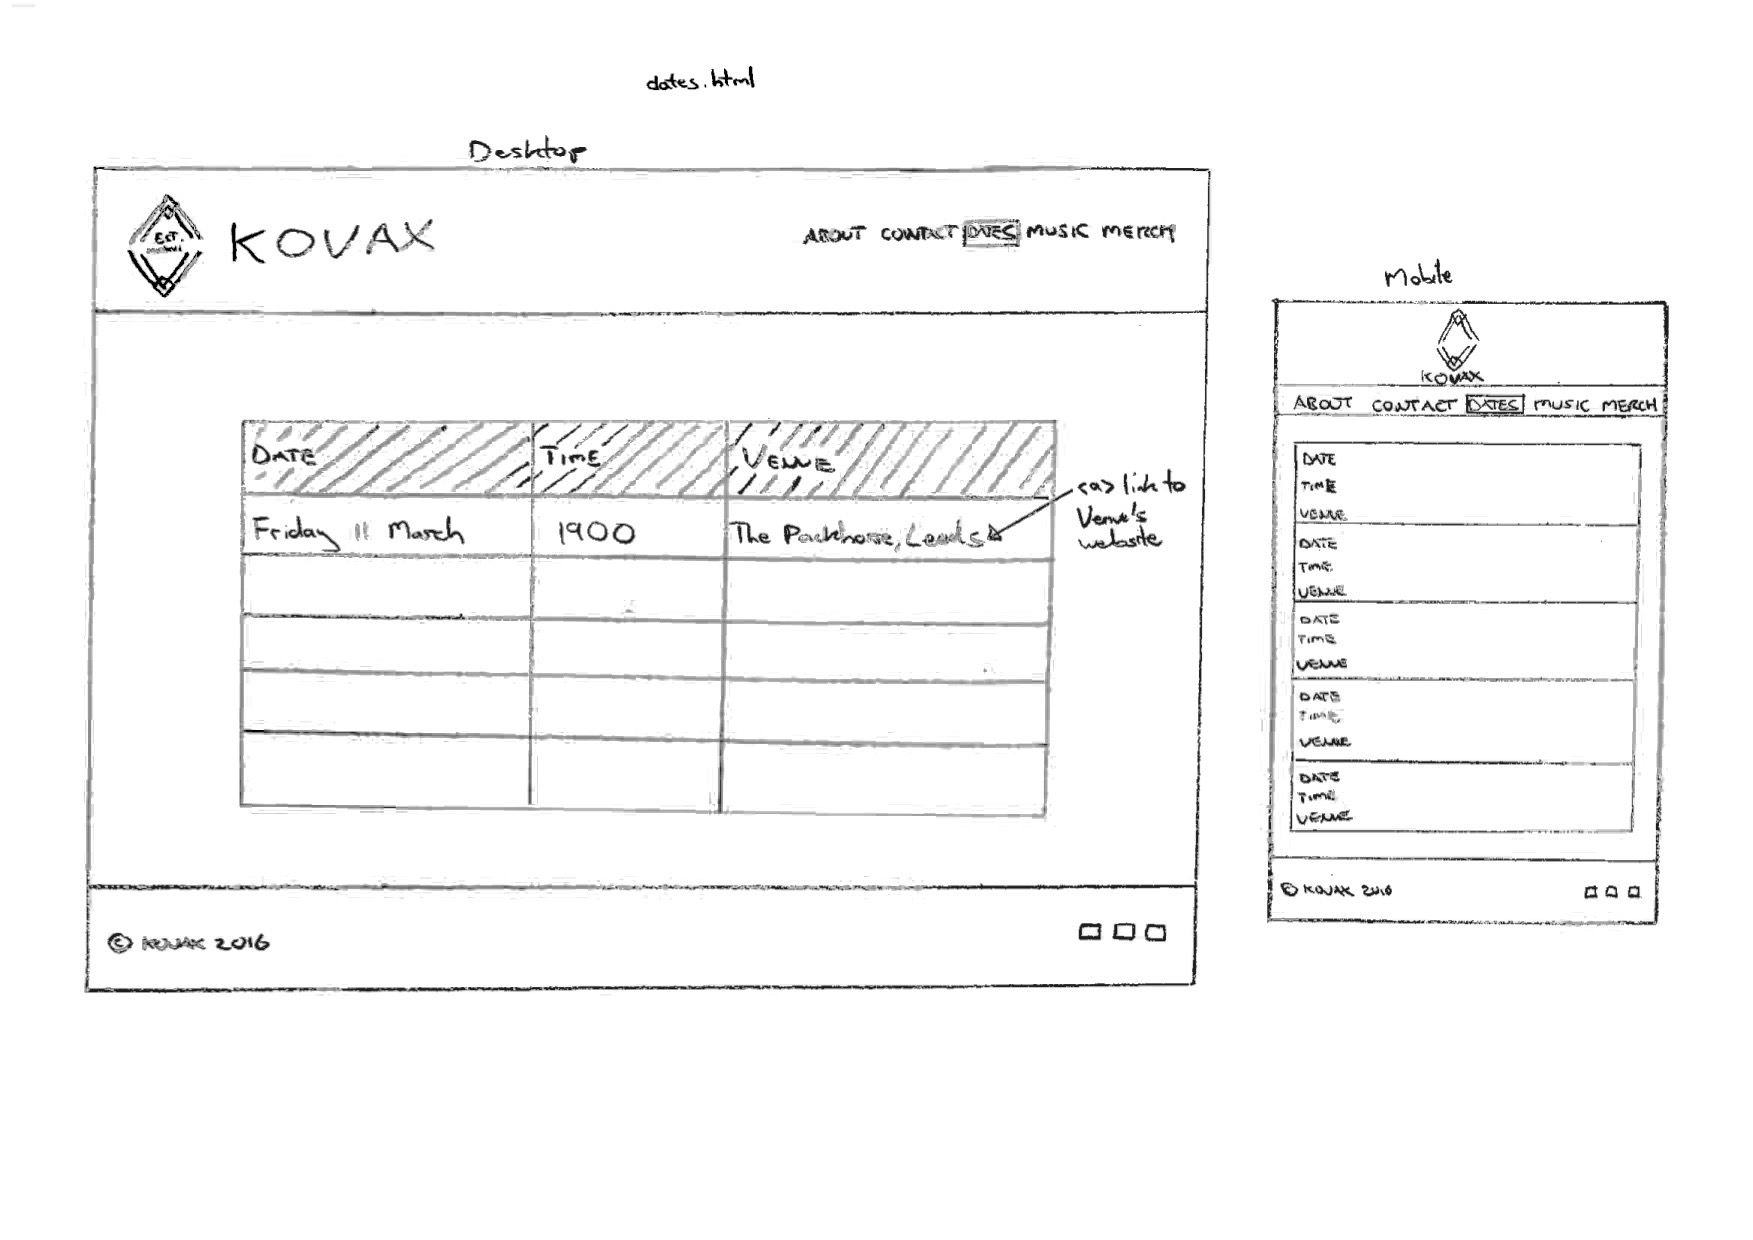 dates.html
Desktop
EST.
KOVAX
ABOUT CONTACT DATES MUSIC MERCH
DATE TIME VENUE
Friday 11 March 1900 The Packhorse, Leeds
<a> link to
Venue's
website
© KOVAX 2016
Mobile
KOVAX
ABOUT CONTACT DATES MUSIC MERCH
DATE
TIME
VENUE
DATE
TIME
VENUE
DATE
TIME
VENUE
DATE
TIME
VENUE
DATE
TIME
VENUE
© KOVAX 2016